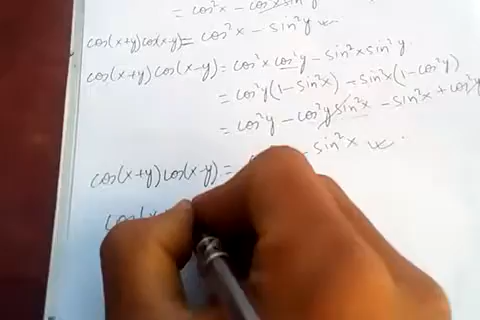 = cos²x - cos²x sin²y
cos(x+y)cos(x-y) = cos²x - sin²y
cos(x+y) cos(x-y) = cos²x cos²y - sin²x sin²y
= cos²y(1-sin²x) - sin²x(1-cos²y)
= cos²y - cos²y sin²x - sin²x + cos²y
cos(x+y) cos(x-y) = - sin²x
cos(x